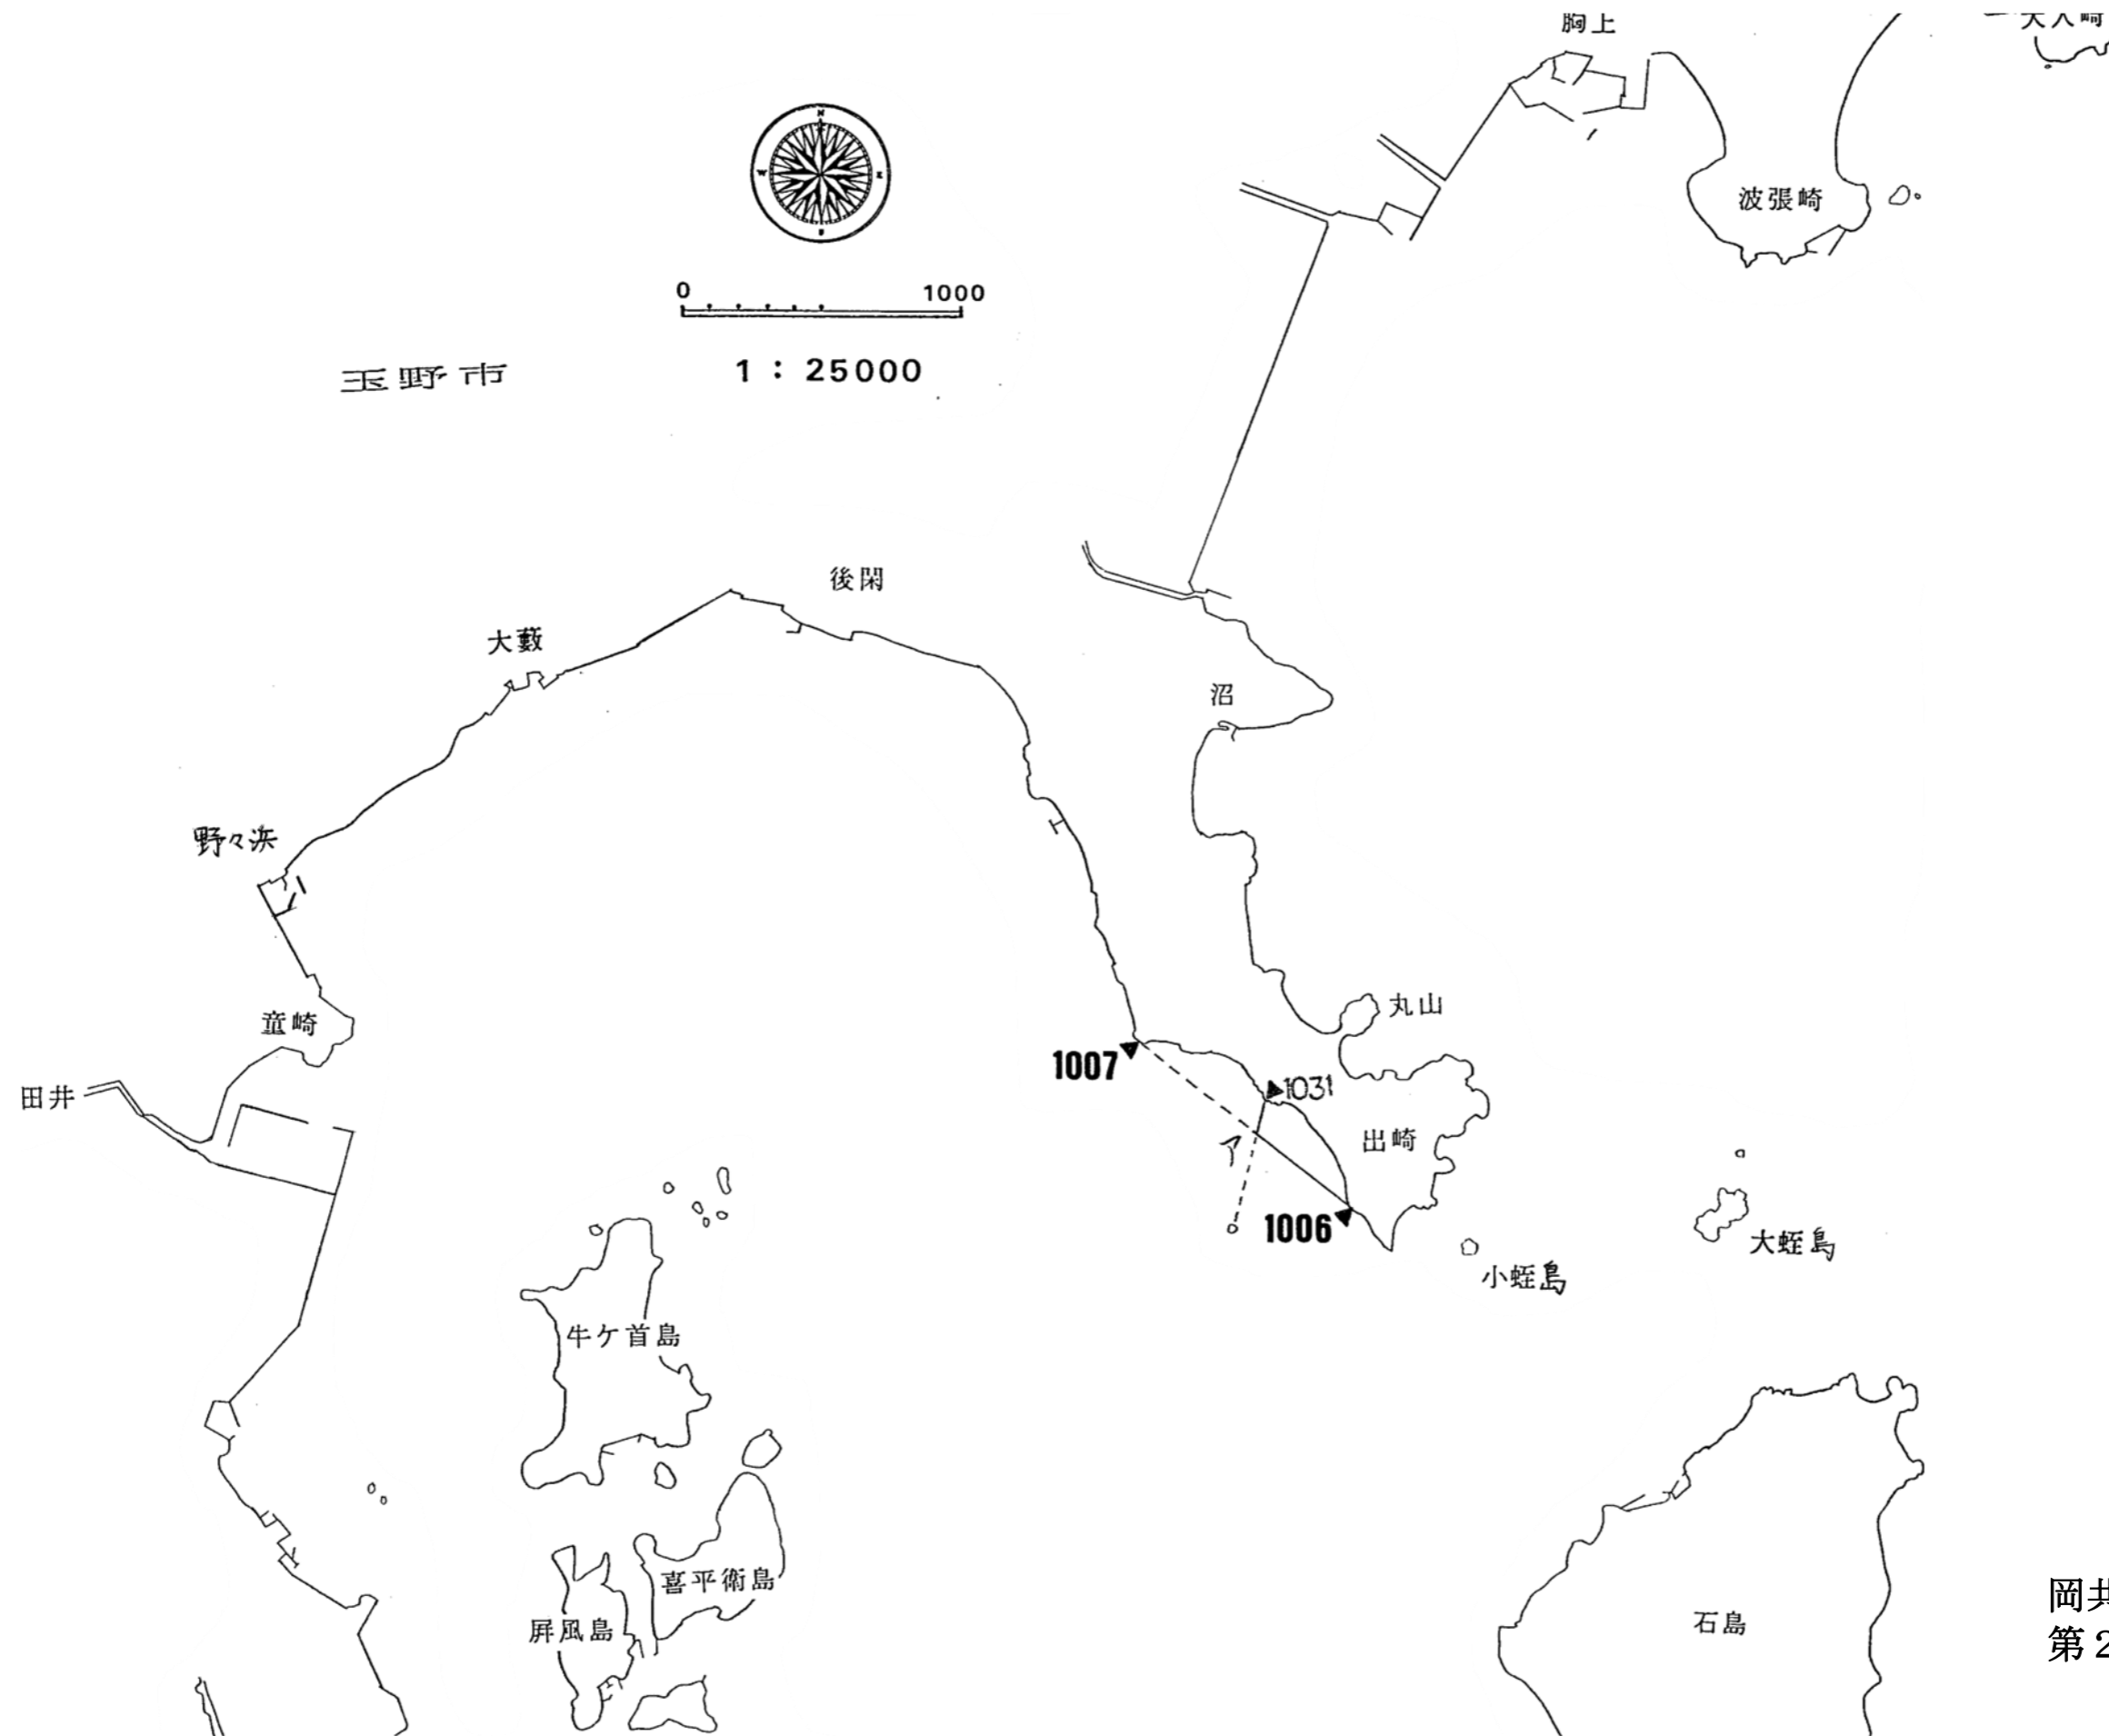 胸上
大入崎
N
W
E
S
波張崎
0 1000
1 : 25000
玉野市
後閑
大藪
沼
野々浜
童崎
丸山
1007
1031
田井
出崎
ア
1006
大蛭島
小蛭島
牛ケ首島
喜平衛島
屏風島
石島
岡共
第2